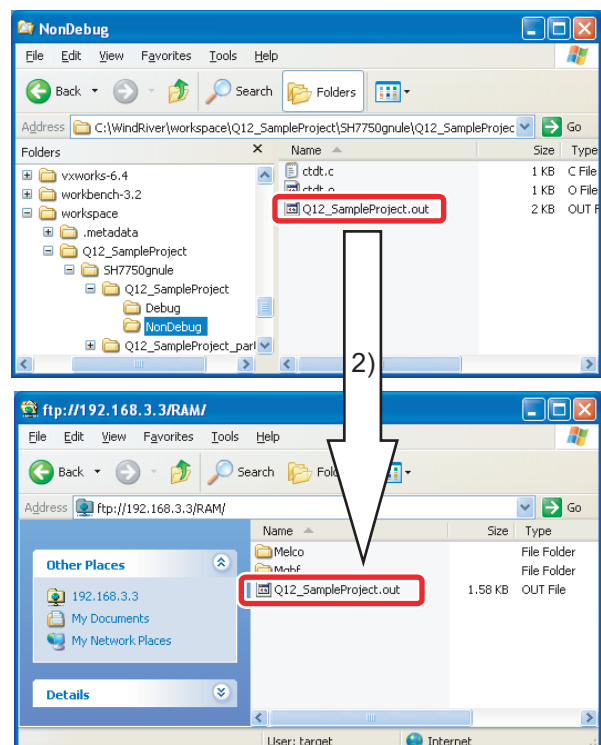 NonDebug
File Edit View Favorites Tools Help
Back Search Folders
Address C:\WindRiver\workspace\Q12_SampleProject\SH7750gnule\Q12_SampleProjec Go
Folders × Name Size Type
vxworks-6.4 ctdt.c 1 KB C File
workbench-3.2 ctdt.o 1 KB O File
workspace Q12_SampleProject.out 2 KB OUT F
.metadata
Q12_SampleProject
SH7750gnule
Q12_SampleProject
Debug
NonDebug
Q12_SampleProject_parl
2)
ftp://192.168.3.3/RAM/
File Edit View Favorites Tools Help
Back Search Fol
Address ftp://192.168.3.3/RAM/ Go
Name Size Type
Other Places Melco File Folder
File Folder
192.168.3.3 Q12_SampleProject.out 1.58 KB OUT File
My Documents
My Network Places
Details
User: target Internet